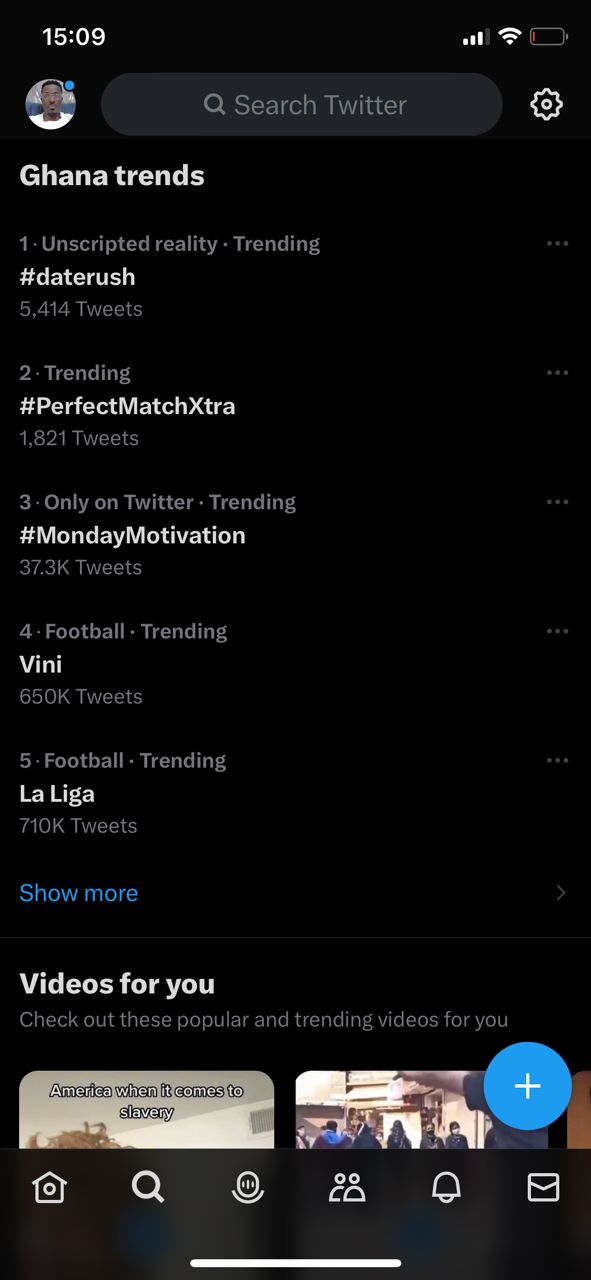 15:09
Search Twitter
Ghana trends
1 · Unscripted reality · Trending
#daterush
5,414 Tweets
2 · Trending
#PerfectMatchXtra
1,821 Tweets
3 · Only on Twitter · Trending
#MondayMotivation
37.3K Tweets
4 · Football · Trending
Vini
650K Tweets
5 · Football · Trending
La Liga
710K Tweets
Show more
Videos for you
Check out these popular and trending videos for you
America when it comes to
slavery